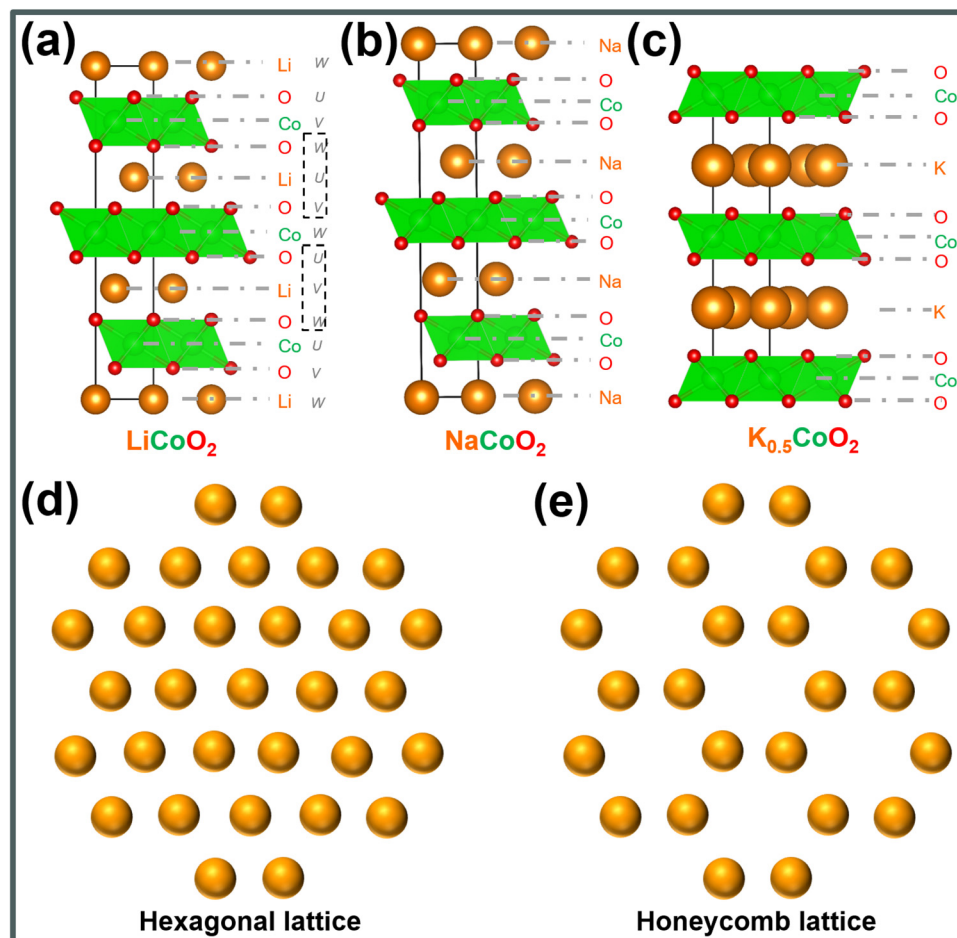 (a)
Li W
O U
Co V
O W
Li U
O V
Co W
O U
Li V
O W
Co U
O V
Li W
LiCoO₂
(b)
Na
O
Co
O
Na
O
Co
O
Na
O
Co
O
Na
NaCoO₂
(c)
O
Co
O
K
O
Co
O
K
O
Co
O
K₀.₅CoO₂
(d)
Hexagonal lattice
(e)
Honeycomb lattice